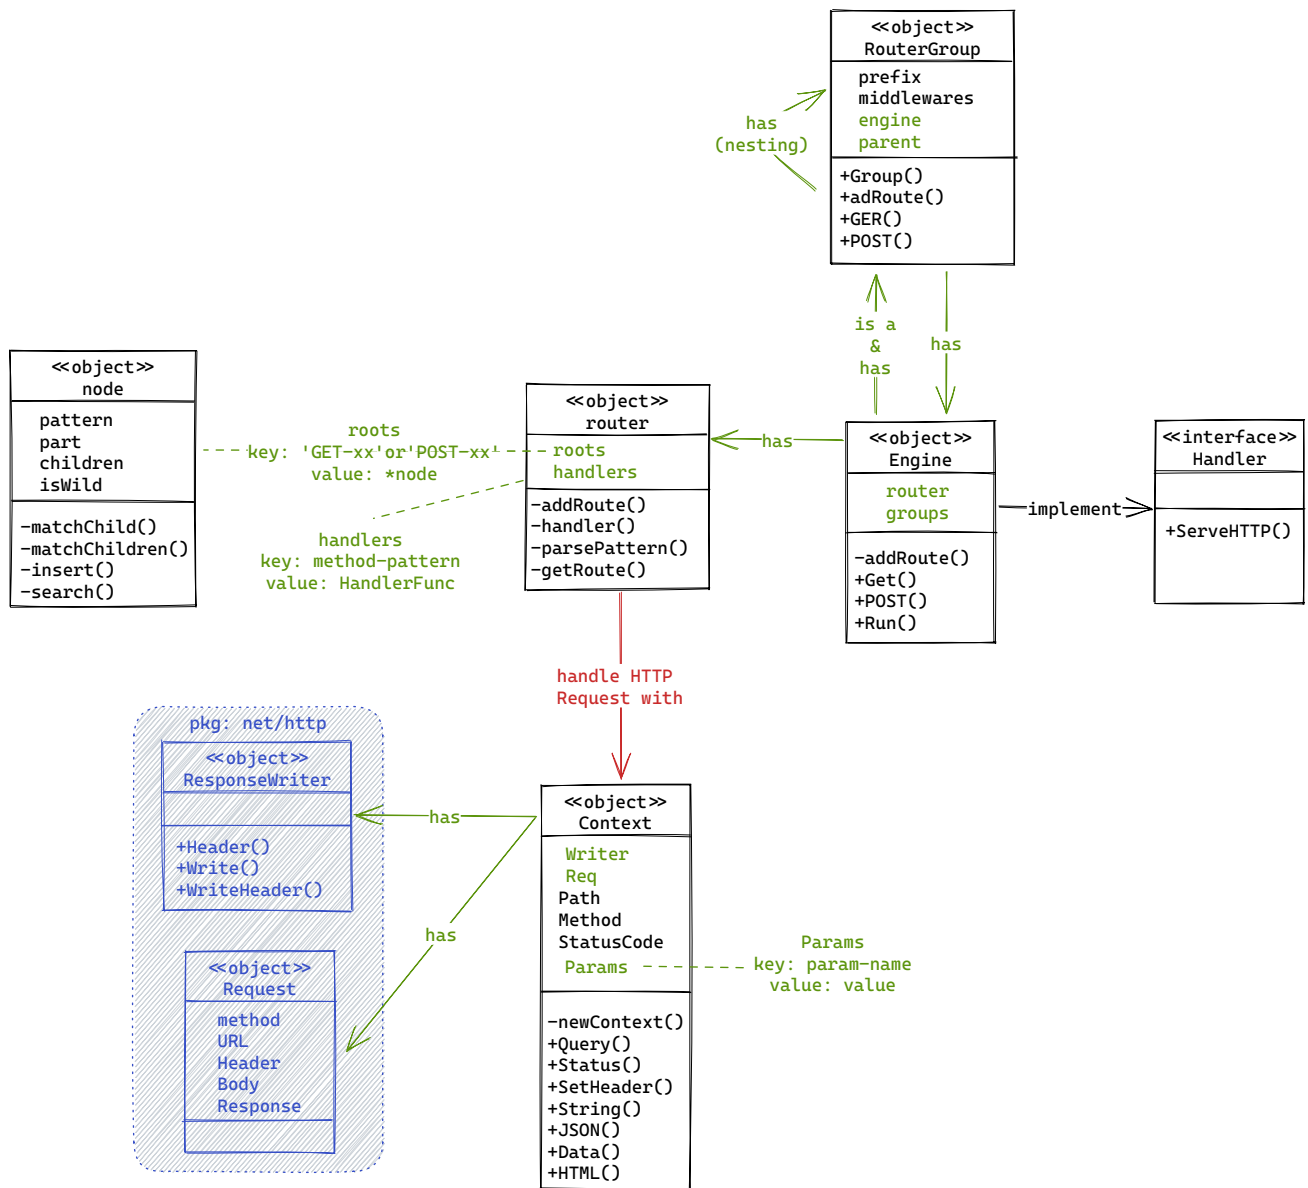 <<object>>
RouterGroup
prefix
middlewares
engine
parent
+Group()
+adRoute()
+GER()
+POST()
has
(nesting)
is a
&
has
has
<<object>>
node
pattern
part
children
isWild
-matchChild()
-matchChildren()
-insert()
-search()
roots
key: 'GET-xx'or'POST-xx'
value: *node
handlers
key: method-pattern
value: HandlerFunc
<<object>>
router
roots
handlers
-addRoute()
-handler()
-parsePattern()
-getRoute()
has
<<object>>
Engine
router
groups
-addRoute()
+Get()
+POST()
+Run()
implement
<<interface>>
Handler
+ServeHTTP()
handle HTTP
Request with
pkg: net/http
<<object>>
ResponseWriter
+Header()
+Write()
+WriteHeader()
has
has
<<object>>
Request
method
URL
Header
Body
Response
<<object>>
Context
Writer
Req
Path
Method
StatusCode
Params
-newContext()
+Query()
+Status()
+SetHeader()
+String()
+JSON()
+Data()
+HTML()
Params
key: param-name
value: value